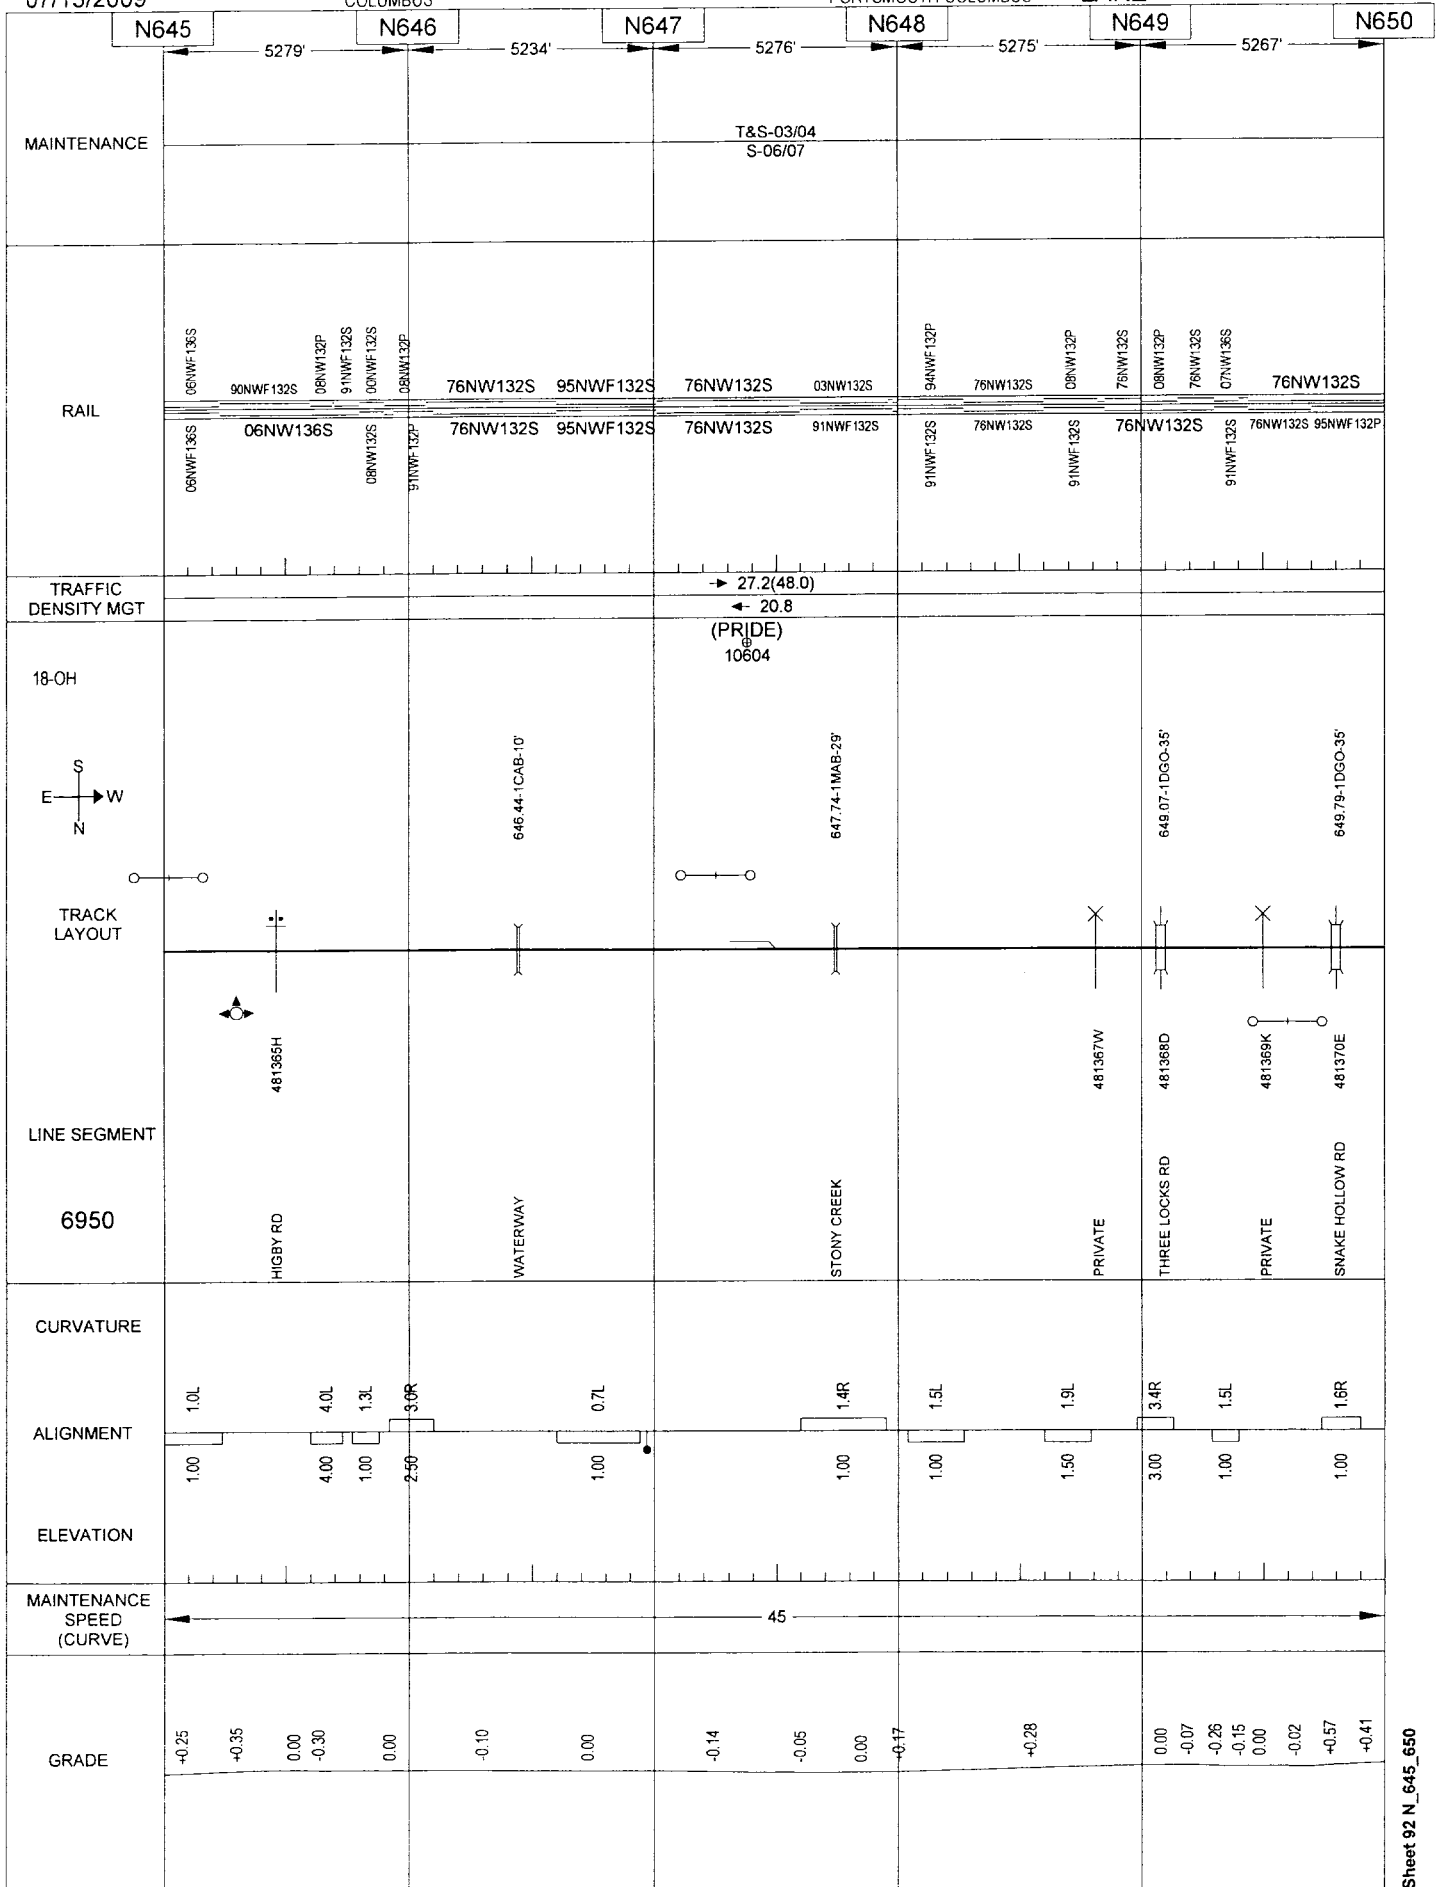 07/15/2009
COLUMBUS
N645 N646 N647 N648 N649 N650
5279' 5234' 5276' 5275' 5267'
MAINTENANCE
T&S-03/04
S-06/07
RAIL
06NWF136S 90NWF132S 08NW132P 91NWF132S 00NWF132S 08NW132P 76NW132S 95NWF132S 76NW132S 03NW132S 94NWF132P 76NW132S 08NW132P 76NW132S 08NW132P 76NW132S 07NW136S 76NW132S
06NWF136S 06NW136S 08NW132S 91NWF132P 76NW132S 95NWF132S 76NW132S 91NWF132S 91NWF132S 76NW132S 91NWF132S 76NW132S 91NWF132S 76NW132S 95NWF132P
TRAFFIC
DENSITY MGT
27.2(48.0)
20.8
(PRIDE)
10604
18-OH
S
E W
N
646.44-1CAB-10' 647.74-1MAB-29' 649.07-1DGO-35' 649.79-1DGO-35'
TRACK
LAYOUT
481365H 481367W 481368D 481369K 481370E
LINE SEGMENT
6950
HIGBY RD WATERWAY STONY CREEK PRIVATE THREE LOCKS RD PRIVATE SNAKE HOLLOW RD
CURVATURE
1.0L 4.0L 1.3L 3.0R 0.7L 1.4R 1.5L 1.9L 3.4R 1.5L 1.6R
ALIGNMENT
1.00 4.00 1.00 2.50 1.00 1.00 1.00 1.50 3.00 1.00 1.00
ELEVATION
MAINTENANCE
SPEED
(CURVE)
45
GRADE
+0.25 +0.35 0.00 -0.30 0.00 -0.10 0.00 -0.14 -0.05 0.00 +0.17 +0.28 0.00 -0.07 -0.26 -0.15 0.00 -0.02 +0.57 +0.41
Sheet 92 N_645_650